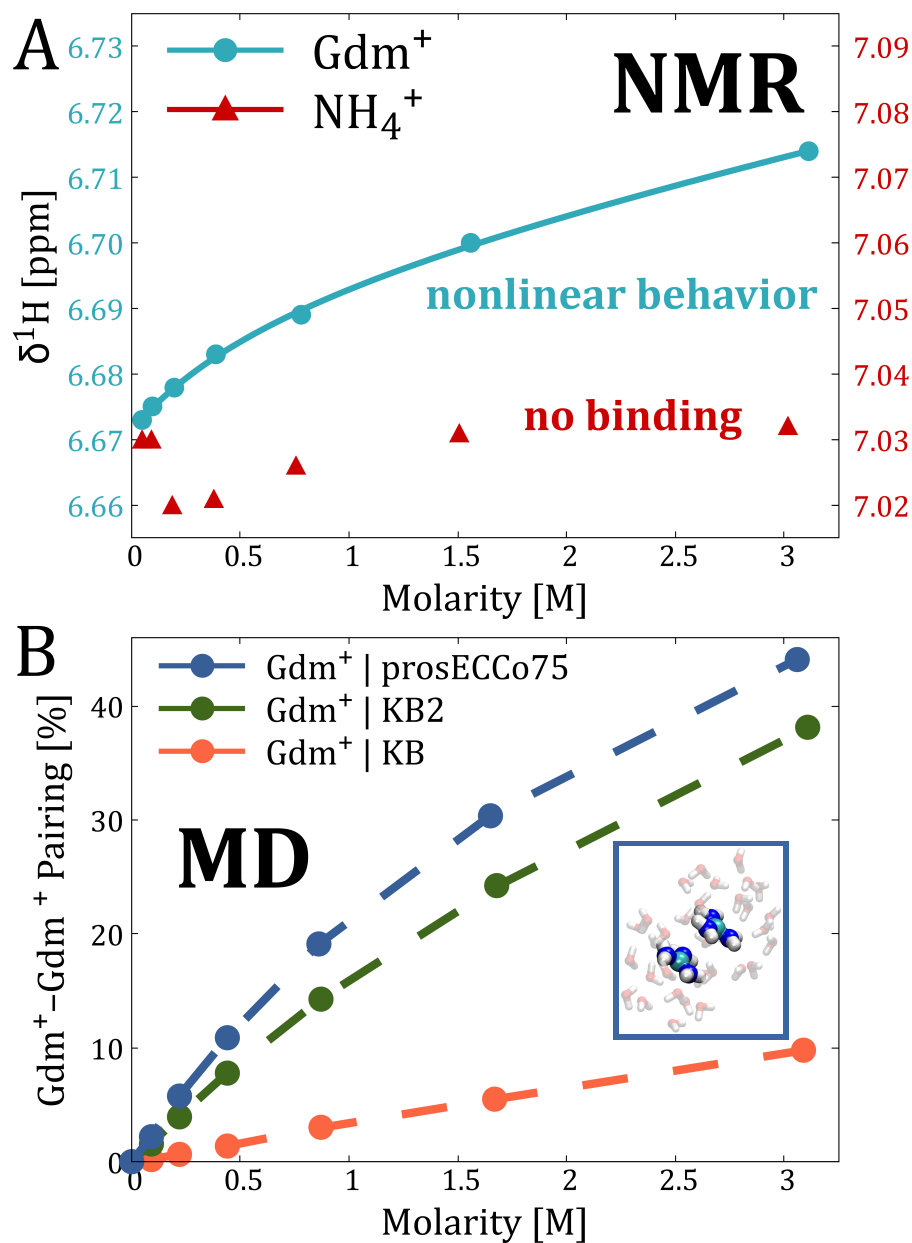 A
Gdm⁺
NH₄⁺
NMR
6.73
6.72
6.71
6.70
6.69
6.68
6.67
6.66
δ¹H [ppm]
7.09
7.08
7.07
7.06
7.05
7.04
7.03
7.02
nonlinear behavior
no binding
0 0.5 1 1.5 2 2.5 3
Molarity [M]
B
Gdm⁺ | prosECCo75
Gdm⁺ | KB2
Gdm⁺ | KB
MD
40
30
20
10
0
Gdm⁺–Gdm⁺ Pairing [%]
0 0.5 1 1.5 2 2.5 3
Molarity [M]